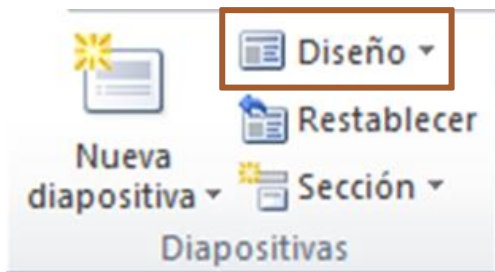 Diseño
Restablecer
Nueva
diapositiva
Sección
Diapositivas